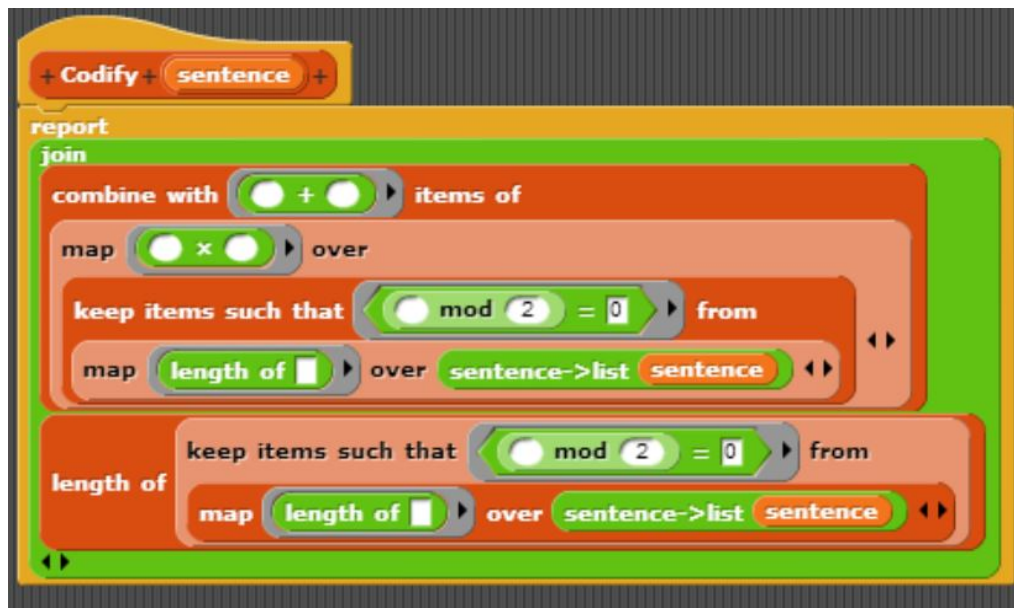 + Codify + sentence +
report
join
combine with + items of
map × over
keep items such that mod 2 = 0 from
map length of over sentence->list sentence
keep items such that mod 2 = 0 from
length of
map length of over sentence->list sentence